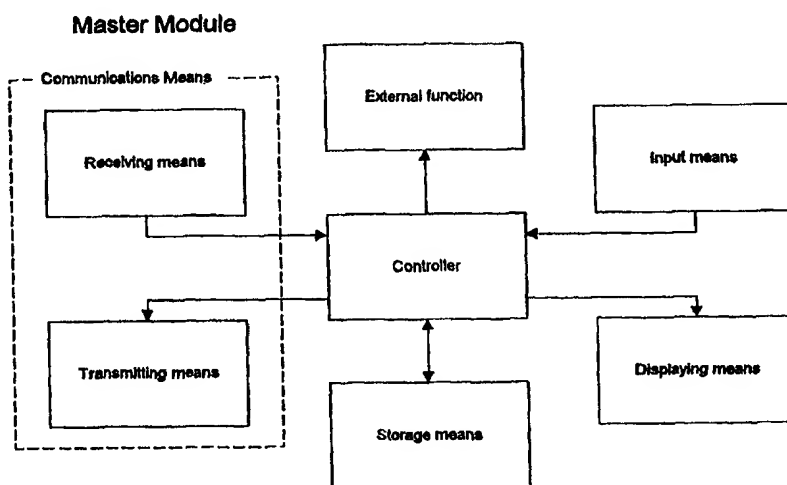 Master Module
Communications Means
External function
Receiving means
Input means
Controller
Transmitting means
Displaying means
Storage means